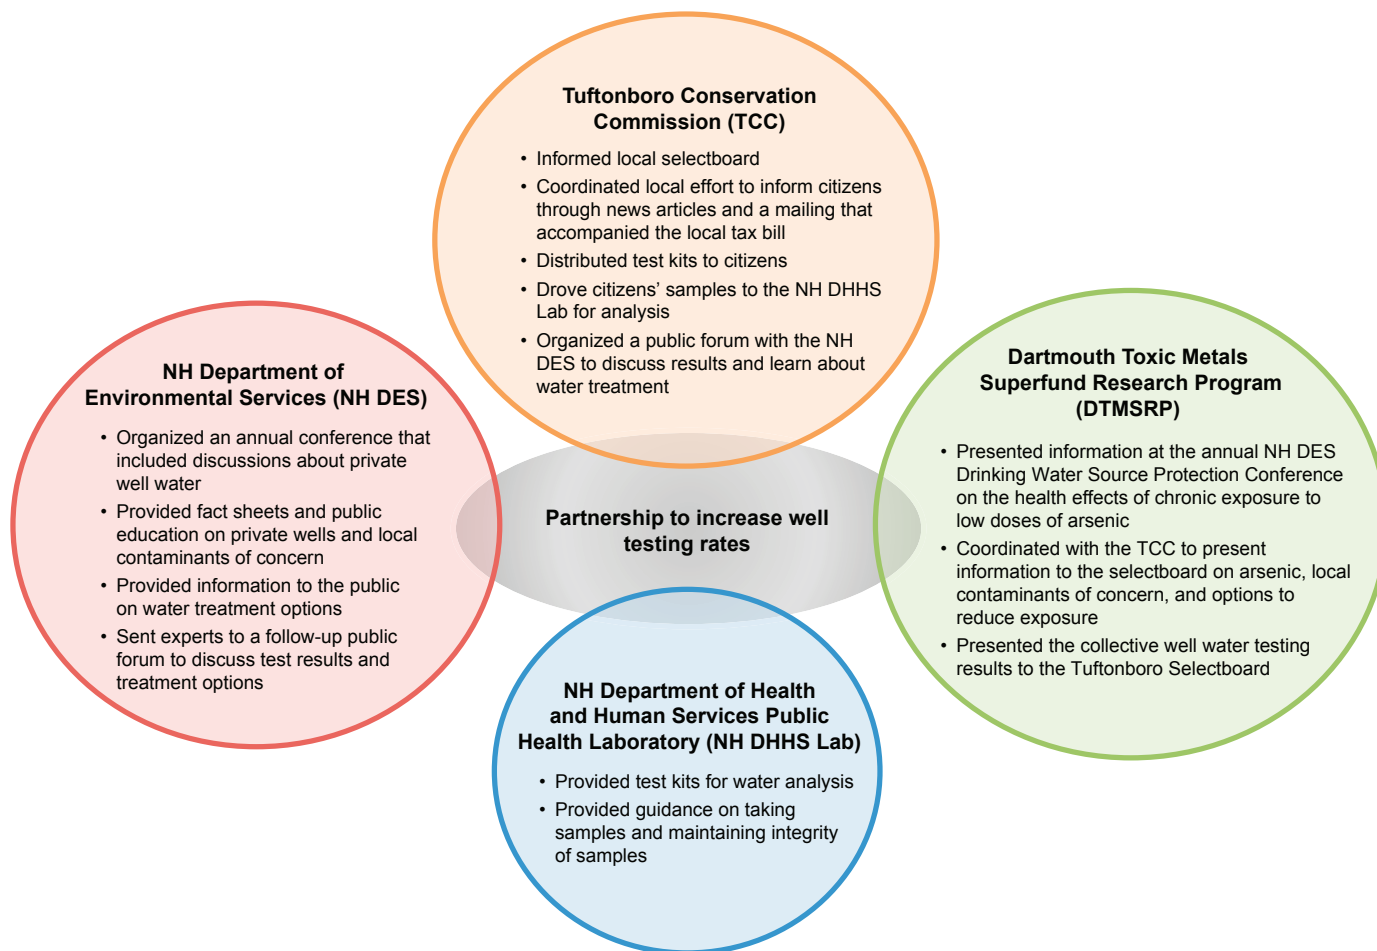 Tuftonboro Conservation
Commission (TCC)
• Informed local selectboard
• Coordinated local effort to inform citizens
through news articles and a mailing that
accompanied the local tax bill
• Distributed test kits to citizens
• Drove citizens’ samples to the NH DHHS
Lab for analysis
• Organized a public forum with the NH
DES to discuss results and learn about
water treatment
NH Department of
Environmental Services (NH DES)
• Organized an annual conference that
included discussions about private
well water
• Provided fact sheets and public
education on private wells and local
contaminants of concern
• Provided information to the public
on water treatment options
• Sent experts to a follow-up public
forum to discuss test results and
treatment options
Partnership to increase well
testing rates
Dartmouth Toxic Metals
Superfund Research Program
(DTMSRP)
• Presented information at the annual NH DES
Drinking Water Source Protection Conference
on the health effects of chronic exposure to
low doses of arsenic
• Coordinated with the TCC to present
information to the selectboard on arsenic, local
contaminants of concern, and options to
reduce exposure
• Presented the collective well water testing
results to the Tuftonboro Selectboard
NH Department of Health
and Human Services Public
Health Laboratory (NH DHHS Lab)
• Provided test kits for water analysis
• Provided guidance on taking
samples and maintaining integrity
of samples